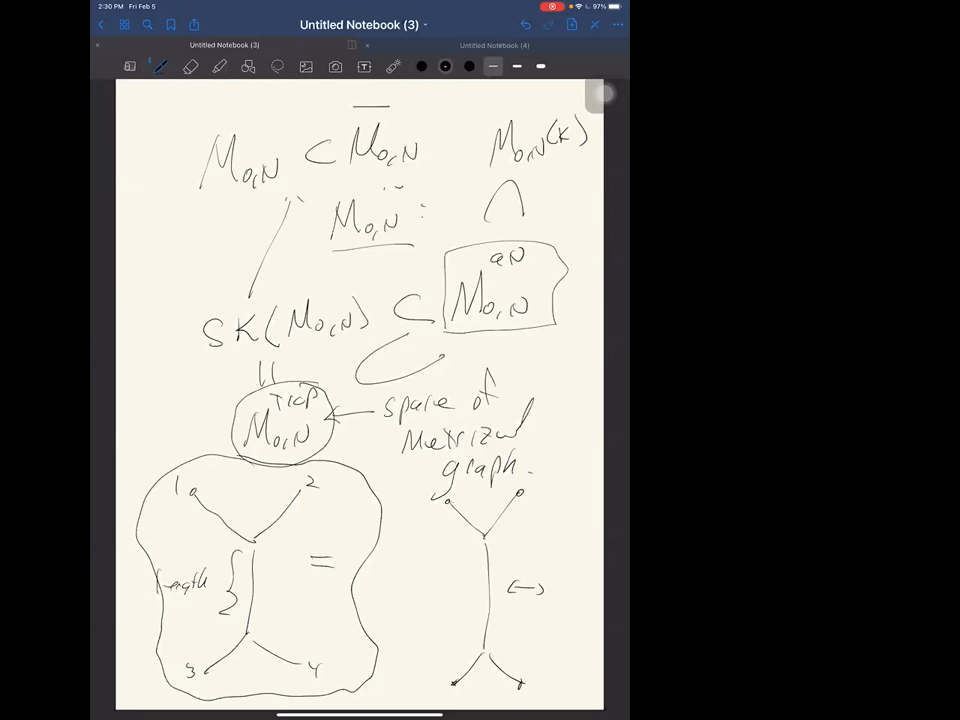 2:30 PM Fri Feb 5
97%
Untitled Notebook (3)
Untitled Notebook (3)
Untitled Notebook (4)
M0,N ⊂ M̅0,N M0,N(K)
M0,N :
an
SK(M0,N) ⊂ M0,N
||
TROP
M0,N ← space of
Metrized
graph.
1 2
length { =
3 4